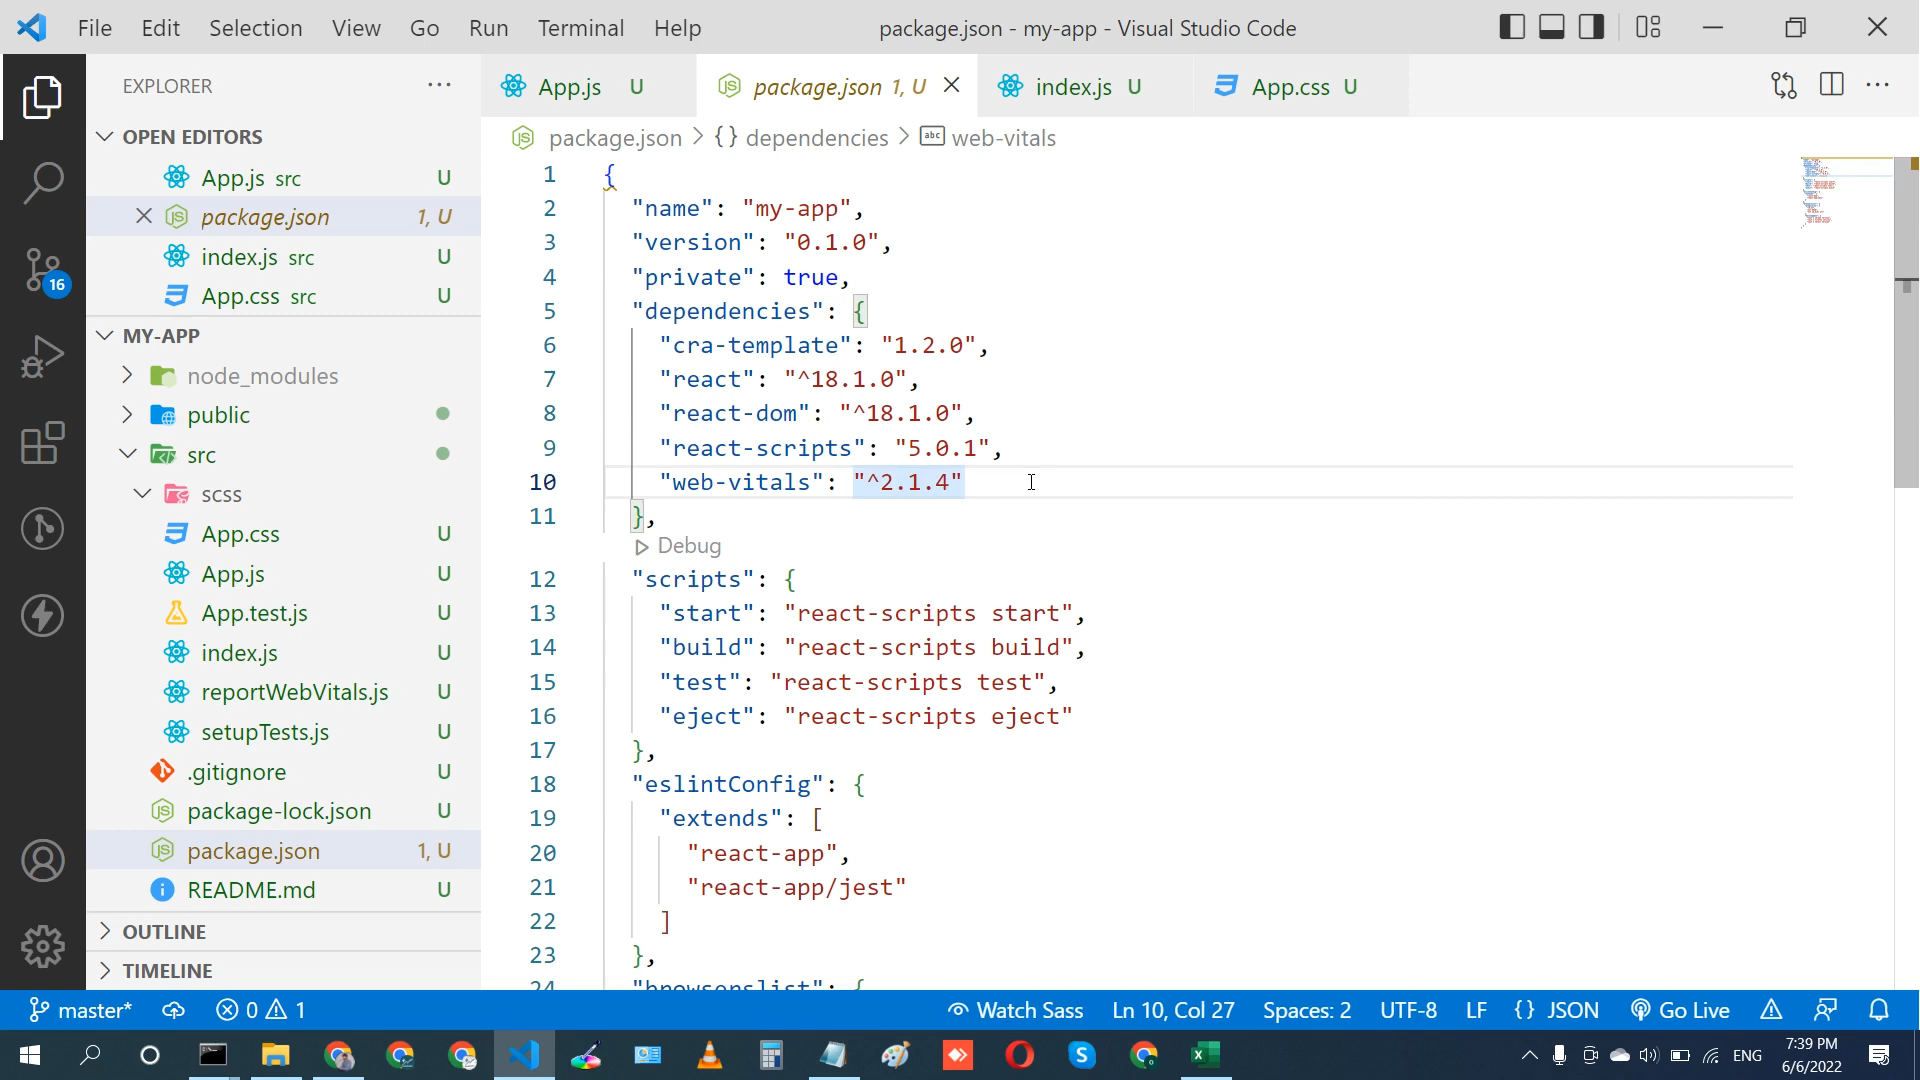 File Edit Selection View Go Run Terminal Help package.json - my-app - Visual Studio Code
EXPLORER
App.js U package.json 1, U index.js U App.css U
OPEN EDITORS
App.js src U
package.json 1, U
index.js src U
App.css src U
MY-APP
node_modules
public
src
scss
App.css U
App.js U
App.test.js U
index.js U
reportWebVitals.js U
setupTests.js U
.gitignore U
package-lock.json U
package.json 1, U
README.md U
OUTLINE
TIMELINE
16
package.json > {} dependencies > abc web-vitals
1 {
2 "name": "my-app",
3 "version": "0.1.0",
4 "private": true,
5 "dependencies": {
6 "cra-template": "1.2.0",
7 "react": "^18.1.0",
8 "react-dom": "^18.1.0",
9 "react-scripts": "5.0.1",
10 "web-vitals": "^2.1.4"
11 },
Debug
12 "scripts": {
13 "start": "react-scripts start",
14 "build": "react-scripts build",
15 "test": "react-scripts test",
16 "eject": "react-scripts eject"
17 },
18 "eslintConfig": {
19 "extends": [
20 "react-app",
21 "react-app/jest"
22 ]
23 },
24 "browserslist": {
master* 0 1 Watch Sass Ln 10, Col 27 Spaces: 2 UTF-8 LF {} JSON Go Live
ENG 7:39 PM
6/6/2022